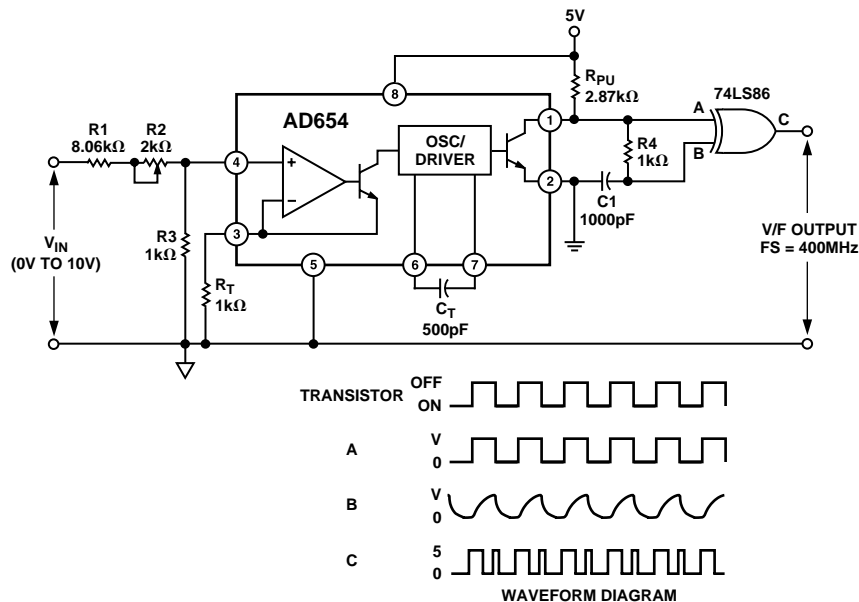 5V
RPU
2.87kΩ
74LS86
8
AD654
OSC/
DRIVER
1
A
C
B
R4
1kΩ
R1
8.06kΩ
R2
2kΩ
4
+
−
2
C1
1000pF
VIN
(0V TO 10V)
R3
1kΩ
3
RT
1kΩ
5
6
7
CT
500pF
V/F OUTPUT
FS = 400MHz
TRANSISTOR
OFF
ON
A
V
0
B
V
0
C
5
0
WAVEFORM DIAGRAM